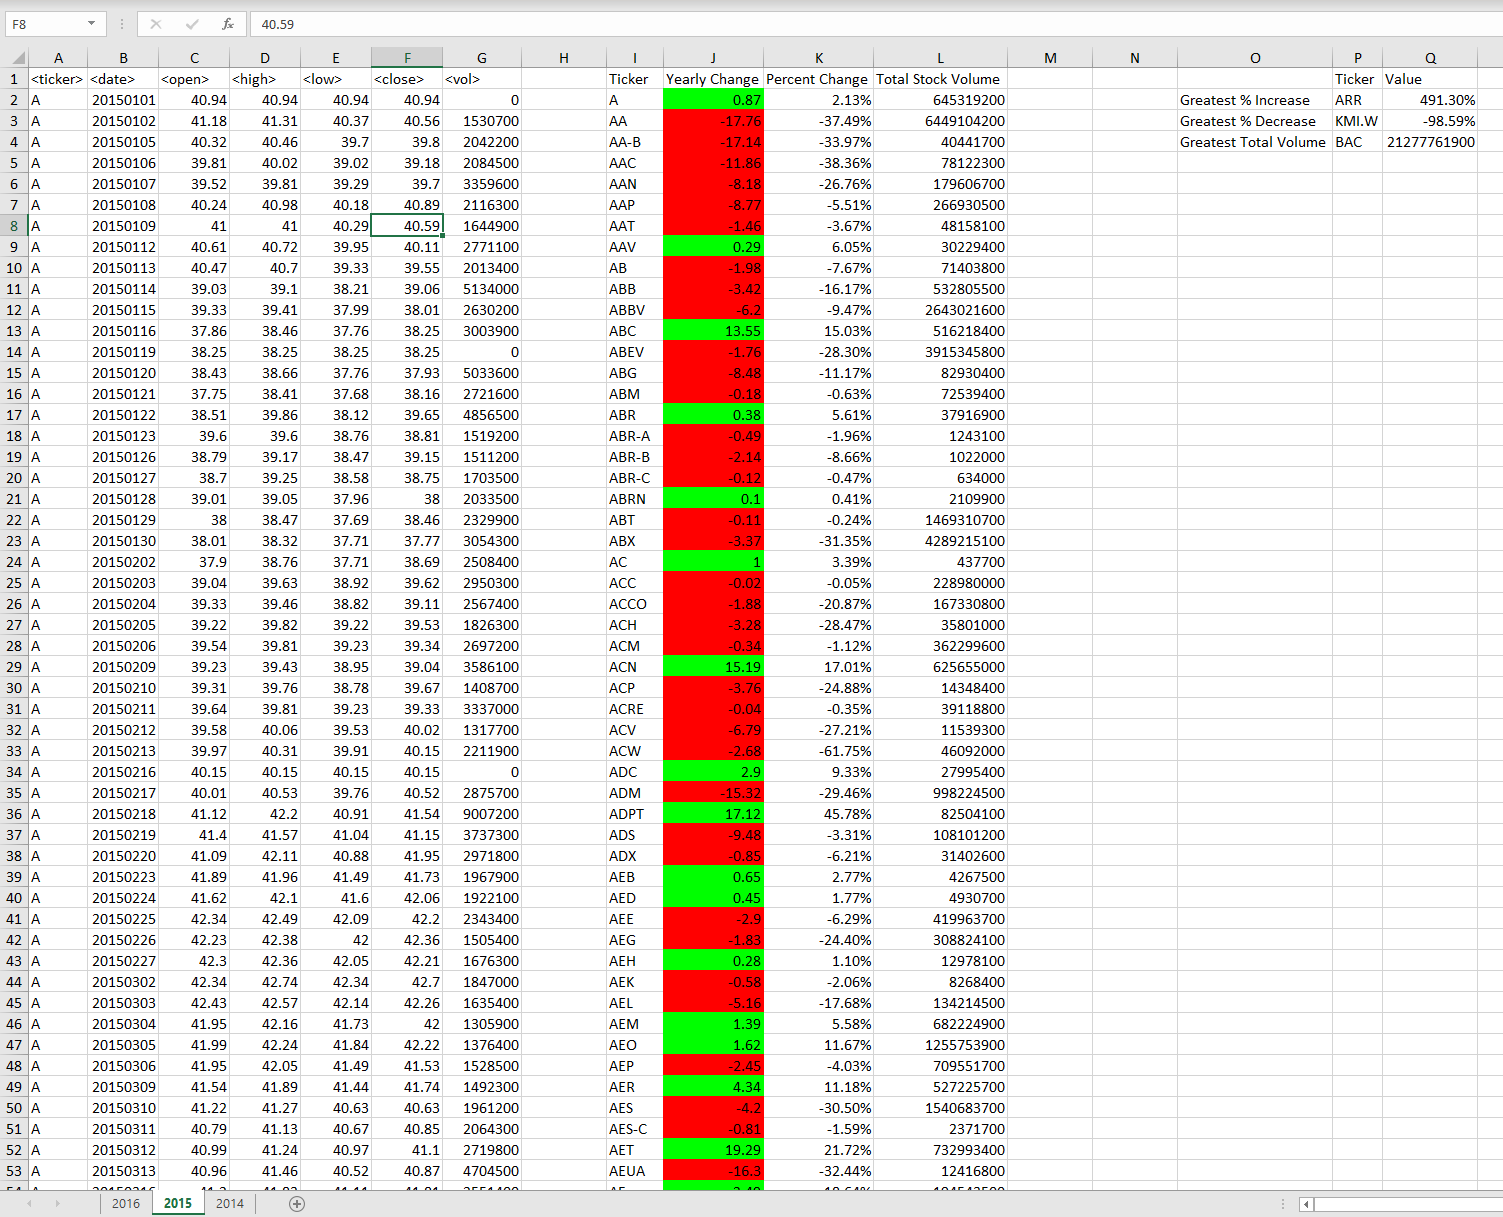 F8 fx 40.59
A B C D E F G H I J K L M N O P Q
1 <ticker> <date> <open> <high> <low> <close> <vol> Ticker Yearly Change Percent Change Total Stock Volume Ticker Value
2 A 20150101 40.94 40.94 40.94 40.94 0 A 0.87 2.13% 645319200 Greatest % Increase ARR 491.30%
3 A 20150102 41.18 41.31 40.37 40.56 1530700 AA -17.76 -37.49% 6449104200 Greatest % Decrease KMI.W -98.59%
4 A 20150105 40.32 40.46 39.7 39.8 2042200 AA-B -17.14 -33.97% 40441700 Greatest Total Volume BAC 21277761900
5 A 20150106 39.81 40.02 39.02 39.18 2084500 AAC -11.86 -38.36% 78122300
6 A 20150107 39.52 39.81 39.29 39.7 3359600 AAN -8.18 -26.76% 179606700
7 A 20150108 40.24 40.98 40.18 40.89 2116300 AAP -8.77 -5.51% 266930500
8 A 20150109 41 41 40.29 40.59 1644900 AAT -1.46 -3.67% 48158100
9 A 20150112 40.61 40.72 39.95 40.11 2771100 AAV 0.29 6.05% 30229400
10 A 20150113 40.47 40.7 39.33 39.55 2013400 AB -1.98 -7.67% 71403800
11 A 20150114 39.03 39.1 38.21 39.06 5134000 ABB -3.42 -16.17% 532805500
12 A 20150115 39.33 39.41 37.99 38.01 2630200 ABBV -6.2 -9.47% 2643021600
13 A 20150116 37.86 38.46 37.76 38.25 3003900 ABC 13.55 15.03% 516218400
14 A 20150119 38.25 38.25 38.25 38.25 0 ABEV -1.76 -28.30% 3915345800
15 A 20150120 38.43 38.66 37.76 37.93 5033600 ABG -8.48 -11.17% 82930400
16 A 20150121 37.75 38.41 37.68 38.16 2721600 ABM -0.18 -0.63% 72539400
17 A 20150122 38.51 39.86 38.12 39.65 4856500 ABR 0.38 5.61% 37916900
18 A 20150123 39.6 39.6 38.76 38.81 1519200 ABR-A -0.49 -1.96% 1243100
19 A 20150126 38.79 39.17 38.47 39.15 1511200 ABR-B -2.14 -8.66% 1022000
20 A 20150127 38.7 39.25 38.58 38.75 1703500 ABR-C -0.12 -0.47% 634000
21 A 20150128 39.01 39.05 37.96 38 2033500 ABRN 0.1 0.41% 2109900
22 A 20150129 38 38.47 37.69 38.46 2329900 ABT -0.11 -0.24% 1469310700
23 A 20150130 38.01 38.32 37.71 37.77 3054300 ABX -3.37 -31.35% 4289215100
24 A 20150202 37.9 38.76 37.71 38.69 2508400 AC 1 3.39% 437700
25 A 20150203 39.04 39.63 38.92 39.62 2950300 ACC -0.02 -0.05% 228980000
26 A 20150204 39.33 39.46 38.82 39.11 2567400 ACCO -1.88 -20.87% 167330800
27 A 20150205 39.22 39.82 39.22 39.53 1826300 ACH -3.28 -28.47% 35801000
28 A 20150206 39.54 39.81 39.23 39.34 2697200 ACM -0.34 -1.12% 362299600
29 A 20150209 39.23 39.43 38.95 39.04 3586100 ACN 15.19 17.01% 625655000
30 A 20150210 39.31 39.76 38.78 39.67 1408700 ACP -3.76 -24.88% 14348400
31 A 20150211 39.64 39.81 39.23 39.33 3337000 ACRE -0.04 -0.35% 39118800
32 A 20150212 39.58 40.06 39.53 40.02 1317700 ACV -6.79 -27.21% 11539300
33 A 20150213 39.97 40.31 39.91 40.15 2211900 ACW -2.68 -61.75% 46092000
34 A 20150216 40.15 40.15 40.15 40.15 0 ADC 2.9 9.33% 27995400
35 A 20150217 40.01 40.53 39.76 40.52 2875700 ADM -15.32 -29.46% 998224500
36 A 20150218 41.12 42.2 40.91 41.54 9007200 ADPT 17.12 45.78% 82504100
37 A 20150219 41.4 41.57 41.04 41.15 3737300 ADS -9.48 -3.31% 108101200
38 A 20150220 41.09 42.11 40.88 41.95 2971800 ADX -0.85 -6.21% 31402600
39 A 20150223 41.89 41.96 41.49 41.73 1967900 AEB 0.65 2.77% 4267500
40 A 20150224 41.62 42.1 41.6 42.06 1922100 AED 0.45 1.77% 4930700
41 A 20150225 42.34 42.49 42.09 42.2 2343400 AEE -2.9 -6.29% 419963700
42 A 20150226 42.23 42.38 42 42.36 1505400 AEG -1.83 -24.40% 308824100
43 A 20150227 42.3 42.36 42.05 42.21 1676300 AEH 0.28 1.10% 12978100
44 A 20150302 42.34 42.74 42.34 42.7 1847000 AEK -0.58 -2.06% 8268400
45 A 20150303 42.43 42.57 42.14 42.26 1635400 AEL -5.16 -17.68% 134214500
46 A 20150304 41.95 42.16 41.73 42 1305900 AEM 1.39 5.58% 682224900
47 A 20150305 41.99 42.24 41.84 42.22 1376400 AEO 1.62 11.67% 1255753900
48 A 20150306 41.95 42.05 41.49 41.53 1528500 AEP -2.45 -4.03% 709551700
49 A 20150309 41.54 41.89 41.44 41.74 1492300 AER 4.34 11.18% 527225700
50 A 20150310 41.22 41.27 40.63 40.63 1961200 AES -4.2 -30.50% 1540683700
51 A 20150311 40.79 41.13 40.67 40.85 2064300 AES-C -0.81 -1.59% 2371700
52 A 20150312 40.99 41.24 40.97 41.1 2719800 AET 19.29 21.72% 732993400
53 A 20150313 40.96 41.46 40.52 40.87 4704500 AEUA -16.3 -32.44% 12416800
2016 2015 2014